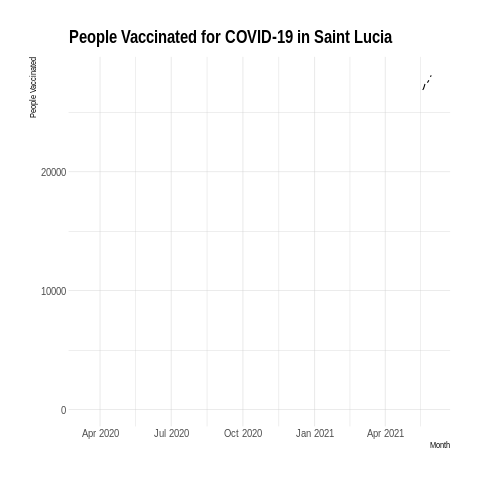 People Vaccinated for COVID-19 in Saint Lucia
People Vaccinated
20000
10000
0
Apr 2020 Jul 2020 Oct 2020 Jan 2021 Apr 2021
Month